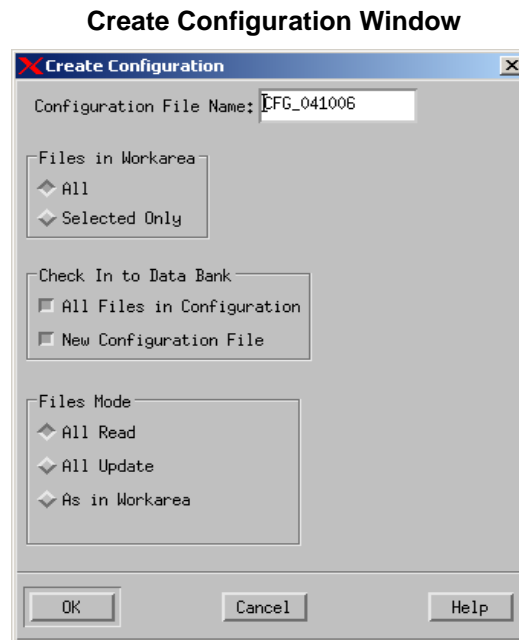 Create Configuration Window
Create Configuration
Configuration File Name: CFG_041006
Files in Workarea
All
Selected Only
Check In to Data Bank
All Files in Configuration
New Configuration File
Files Mode
All Read
All Update
As in Workarea
OK Cancel Help